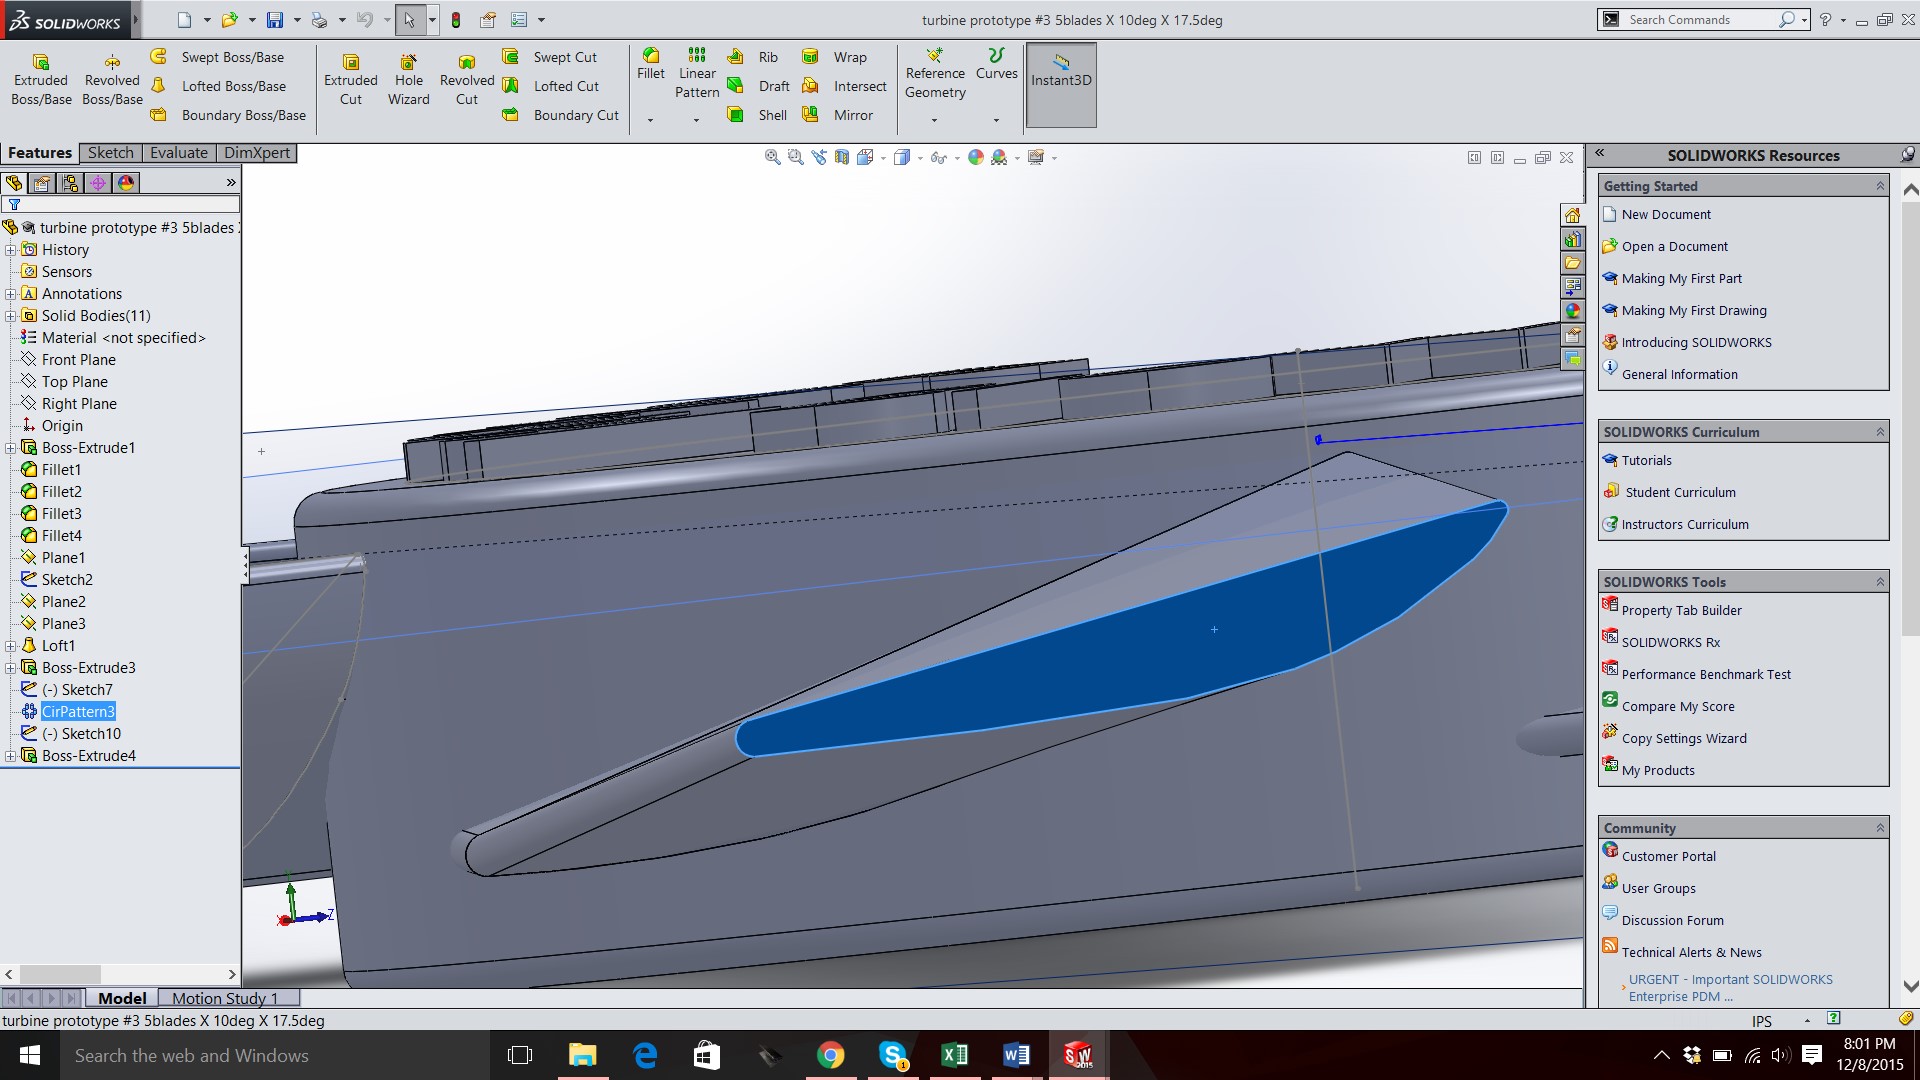 SOLIDWORKS
turbine prototype #3 5blades X 10deg X 17.5deg
Search Commands
Extruded Boss/Base
Revolved Boss/Base
Swept Boss/Base
Lofted Boss/Base
Boundary Boss/Base
Extruded Cut
Hole Wizard
Revolved Cut
Swept Cut
Lofted Cut
Boundary Cut
Fillet
Linear Pattern
Rib
Draft
Shell
Wrap
Intersect
Mirror
Reference Geometry
Curves
Instant3D
Features
Sketch
Evaluate
DimXpert
turbine prototype #3 5blades
History
Sensors
Annotations
Solid Bodies(11)
Material <not specified>
Front Plane
Top Plane
Right Plane
Origin
Boss-Extrude1
Fillet1
Fillet2
Fillet3
Fillet4
Plane1
Sketch2
Plane2
Plane3
Loft1
Boss-Extrude3
(-) Sketch7
CirPattern3
(-) Sketch10
Boss-Extrude4
Z
SOLIDWORKS Resources
Getting Started
New Document
Open a Document
Making My First Part
Making My First Drawing
Introducing SOLIDWORKS
General Information
SOLIDWORKS Curriculum
Tutorials
Student Curriculum
Instructors Curriculum
SOLIDWORKS Tools
Property Tab Builder
SOLIDWORKS Rx
Performance Benchmark Test
Compare My Score
Copy Settings Wizard
My Products
Community
Customer Portal
User Groups
Discussion Forum
Technical Alerts & News
URGENT - Important SOLIDWORKS
Enterprise PDM ...
Model
Motion Study 1
turbine prototype #3 5blades X 10deg X 17.5deg
IPS
Search the web and Windows
8:01 PM
12/8/2015